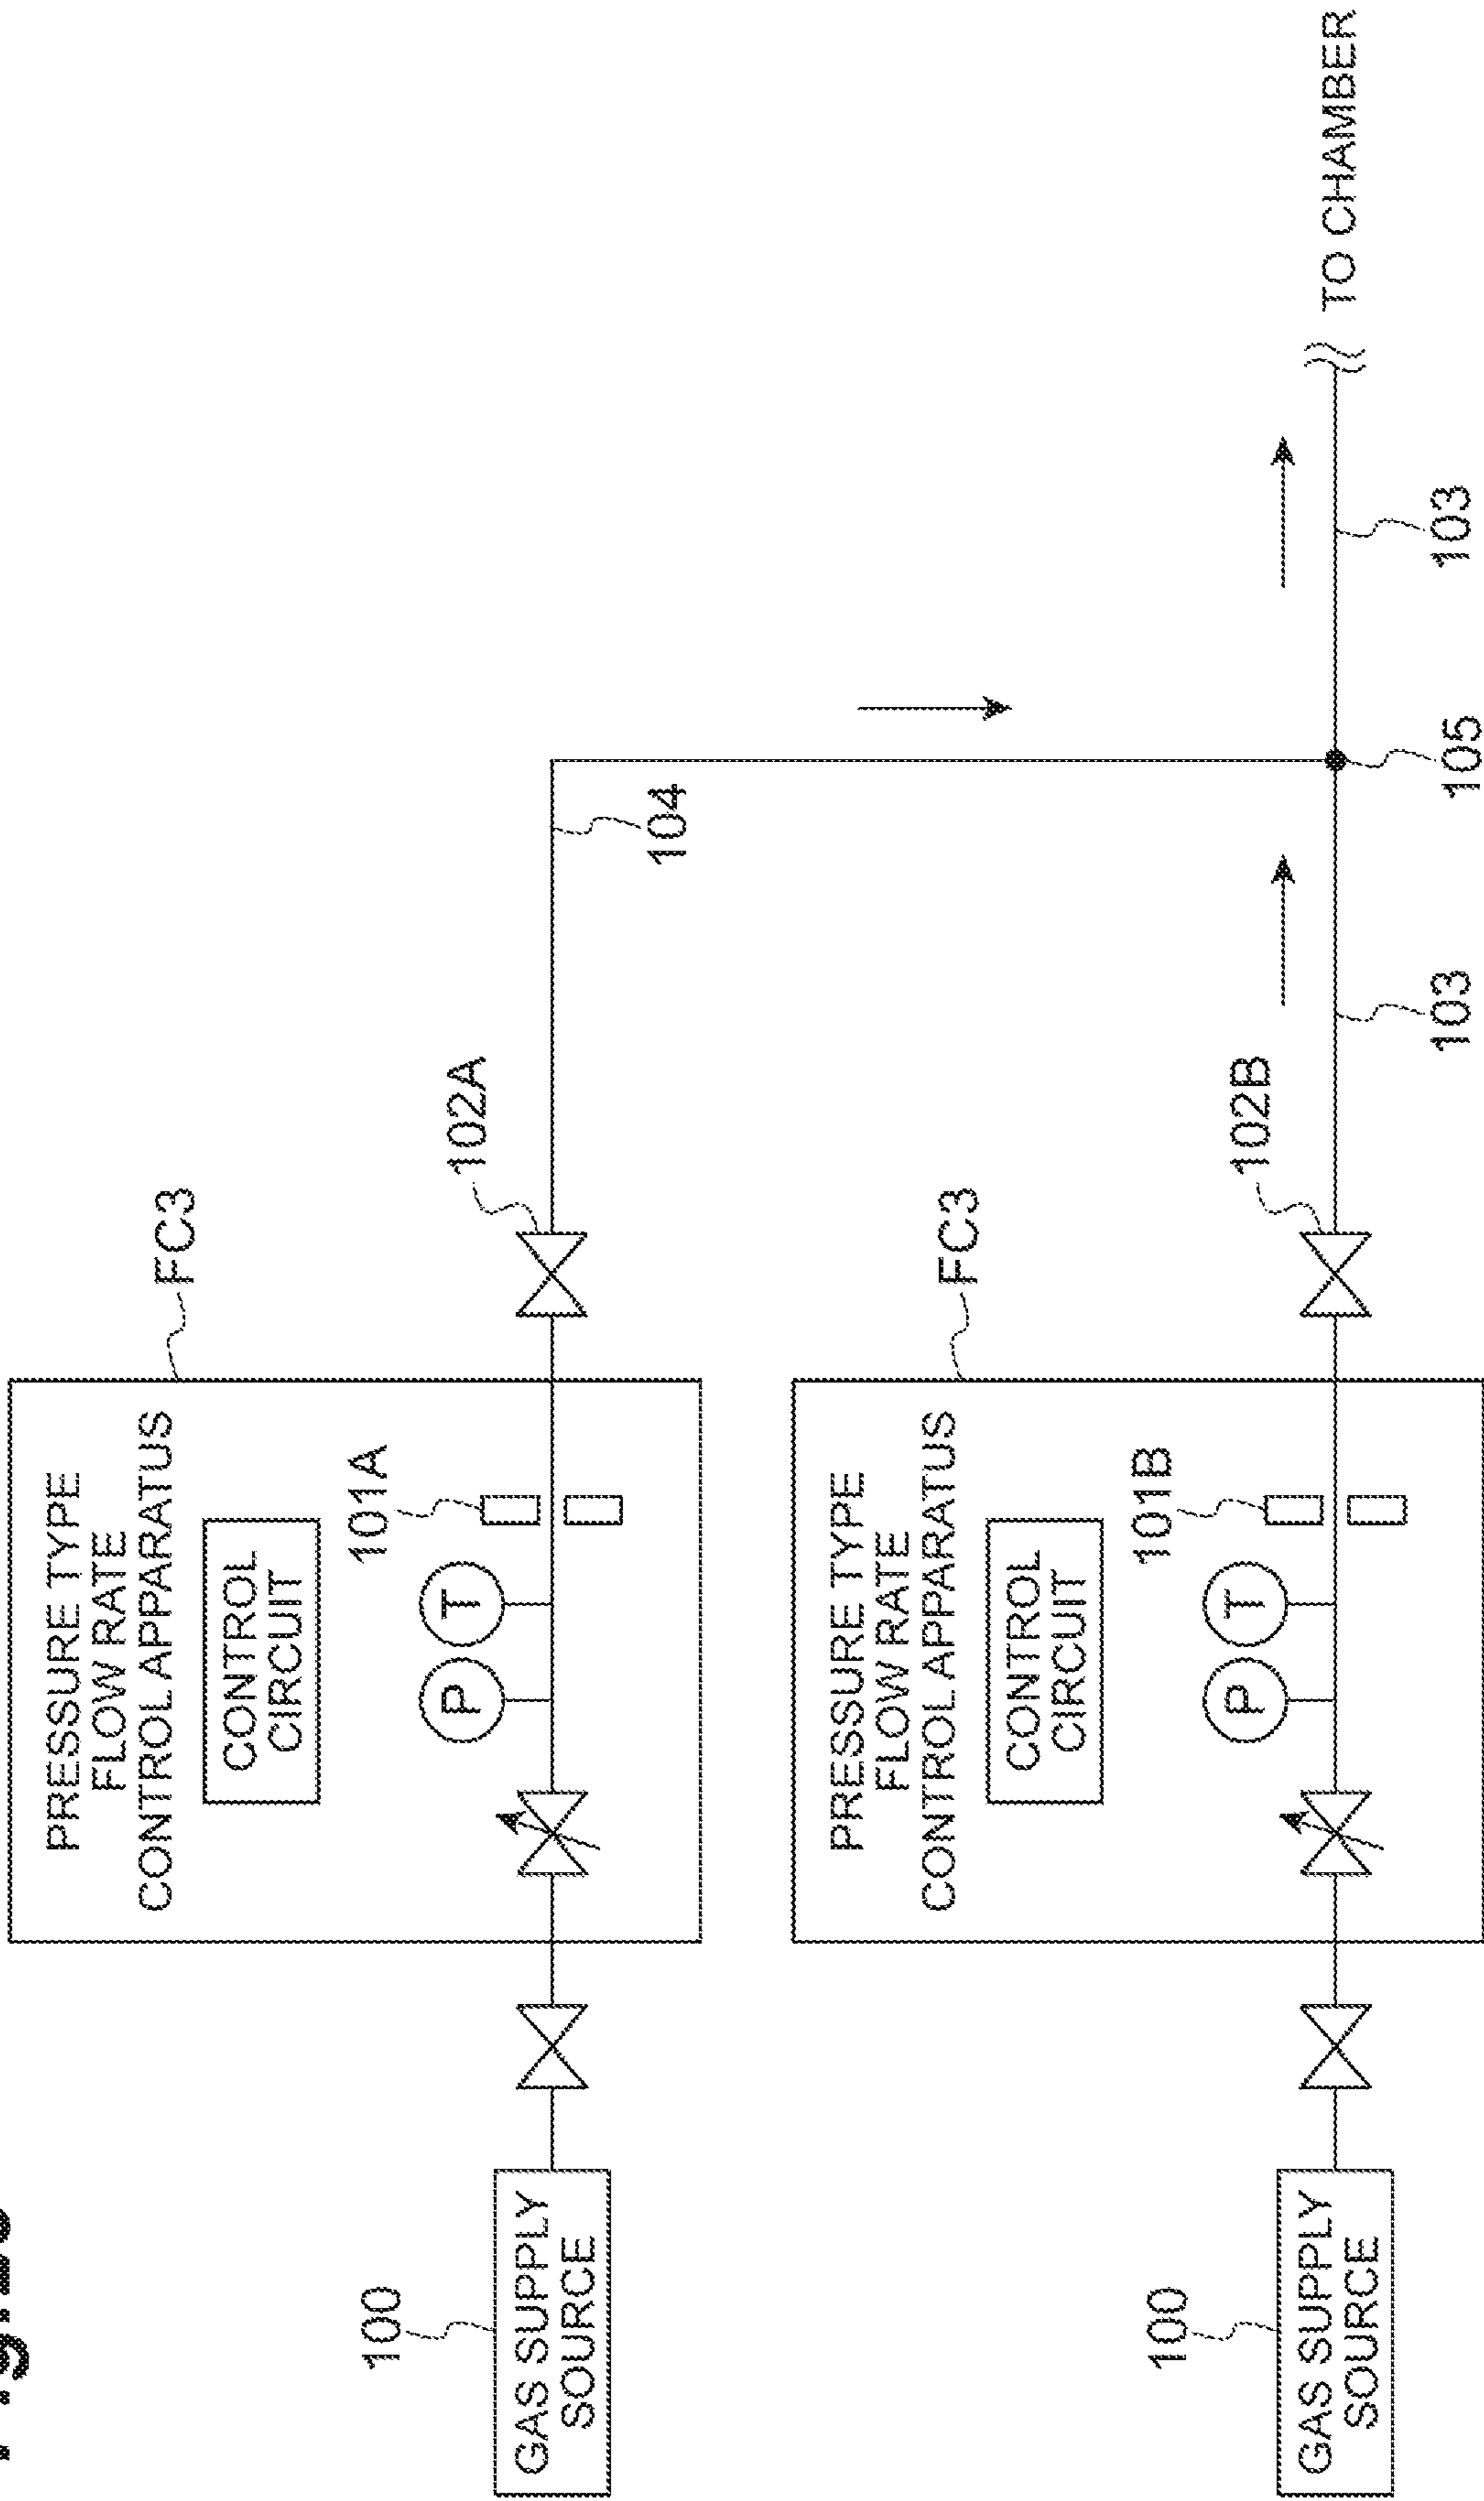 PRESSURE TYPE
FLOW RATE
CONTROL APPARATUS
FC3
CONTROL
CIRCUIT
101A
P
T
102A
100
GAS SUPPLY
SOURCE
104
PRESSURE TYPE
FLOW RATE
CONTROL APPARATUS
FC3
CONTROL
CIRCUIT
101B
P
T
102B
100
GAS SUPPLY
SOURCE
103
105
103
TO CHAMBER